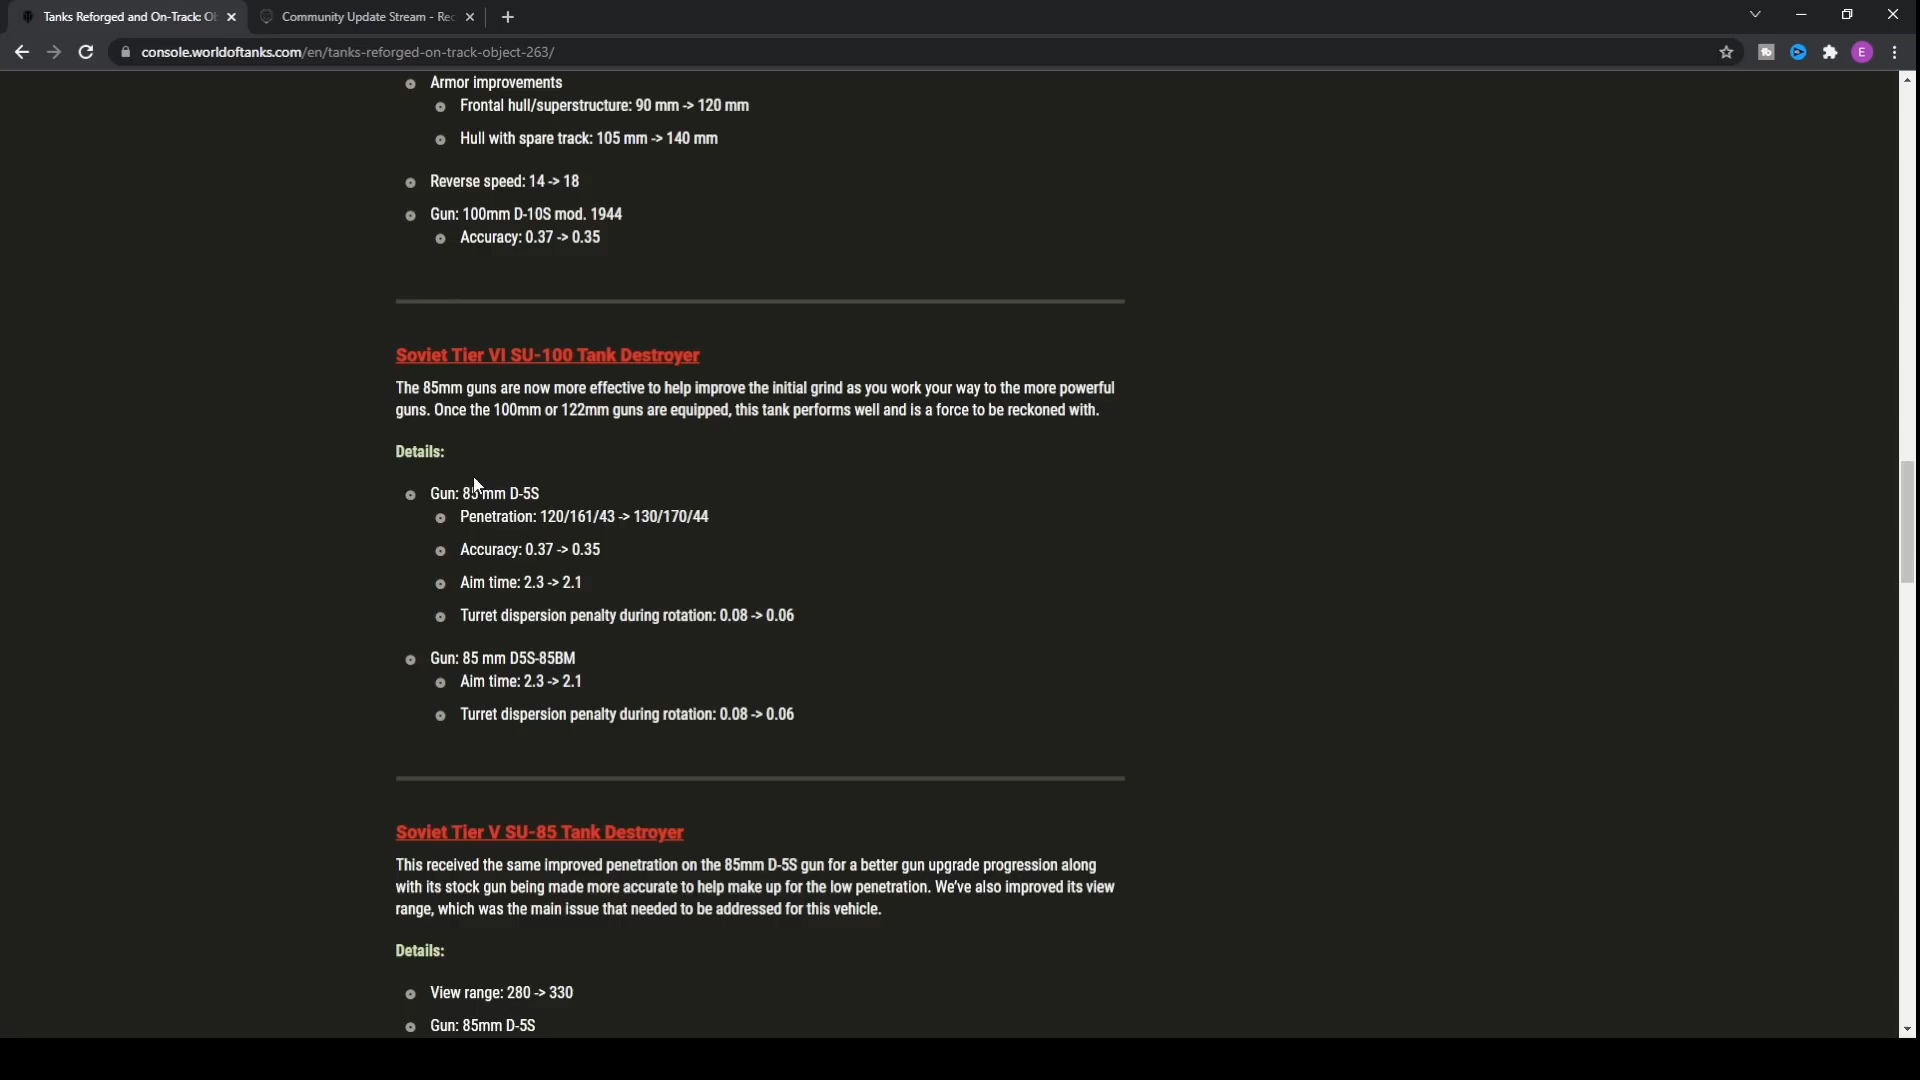 Tanks Reforged and On-Track: Ob
Community Update Stream - Rec
console.worldoftanks.com/en/tanks-reforged-on-track-object-263/
E
Armor improvements
Frontal hull/superstructure: 90 mm -> 120 mm
Hull with spare track: 105 mm -> 140 mm
Reverse speed: 14 -> 18
Gun: 100mm D-10S mod. 1944
Accuracy: 0.37 -> 0.35
Soviet Tier VI SU-100 Tank Destroyer
The 85mm guns are now more effective to help improve the initial grind as you work your way to the more powerful
guns. Once the 100mm or 122mm guns are equipped, this tank performs well and is a force to be reckoned with.
Details:
Gun: 85 mm D-5S
Penetration: 120/161/43 -> 130/170/44
Accuracy: 0.37 -> 0.35
Aim time: 2.3 -> 2.1
Turret dispersion penalty during rotation: 0.08 -> 0.06
Gun: 85 mm D5S-85BM
Aim time: 2.3 -> 2.1
Turret dispersion penalty during rotation: 0.08 -> 0.06
Soviet Tier V SU-85 Tank Destroyer
This received the same improved penetration on the 85mm D-5S gun for a better gun upgrade progression along
with its stock gun being made more accurate to help make up for the low penetration. We've also improved its view
range, which was the main issue that needed to be addressed for this vehicle.
Details:
View range: 280 -> 330
Gun: 85mm D-5S